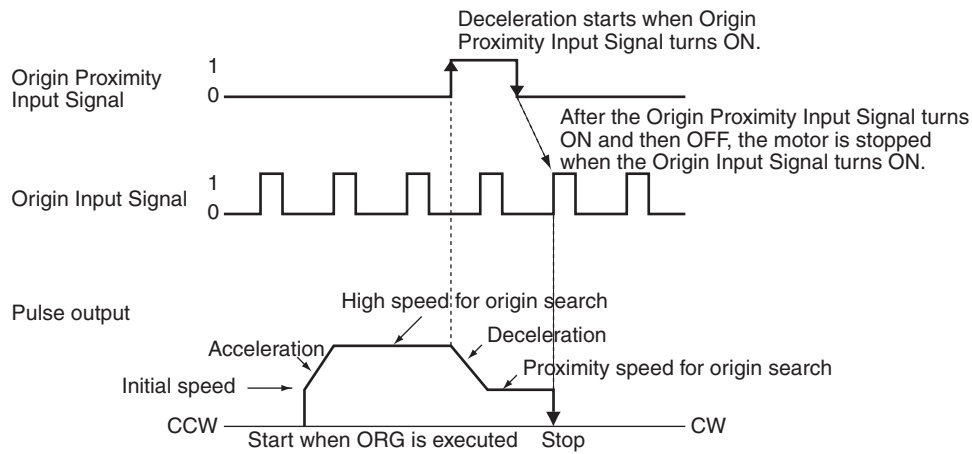 Deceleration starts when Origin
Proximity Input Signal turns ON.
Origin Proximity
Input Signal
1
0
After the Origin Proximity Input Signal turns
ON and then OFF, the motor is stopped
when the Origin Input Signal turns ON.
Origin Input Signal
1
0
Pulse output
High speed for origin search
Acceleration
Deceleration
Initial speed
Proximity speed for origin search
CCW
CW
Start when ORG is executed
Stop